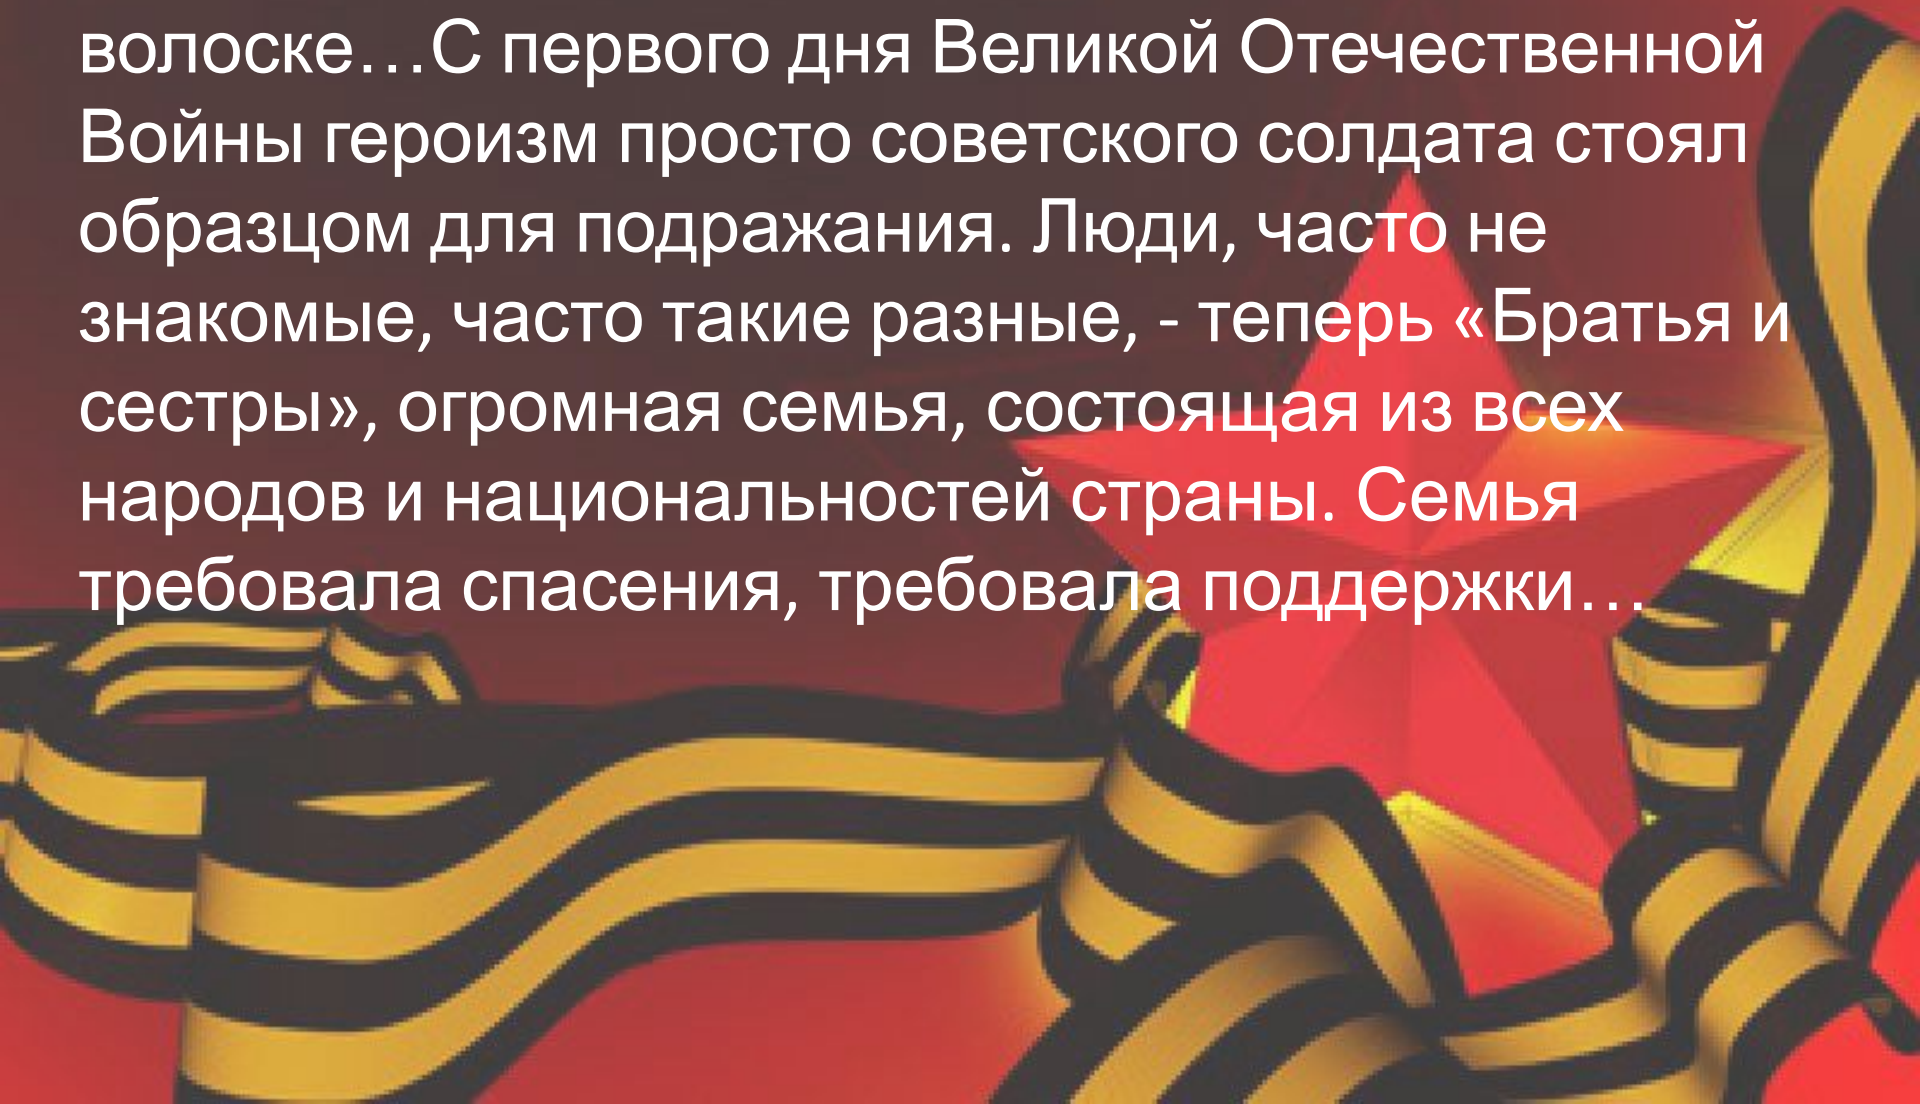 волоске…С первого дня Великой Отечественной
Войны героизм просто советского солдата стоял
образцом для подражания. Люди, часто не
знакомые, часто такие разные, - теперь «Братья и
сестры», огромная семья, состоящая из всех
народов и национальностей страны. Семья
требовала спасения, требовала поддержки…